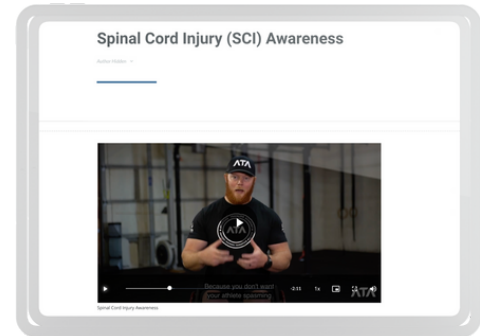 Spinal Cord Injury (SCI) Awareness
ATA
ATA
Because you don't want
your athlete spasming
-2:11 1x
ATA
Spinal Cord Injury Awareness